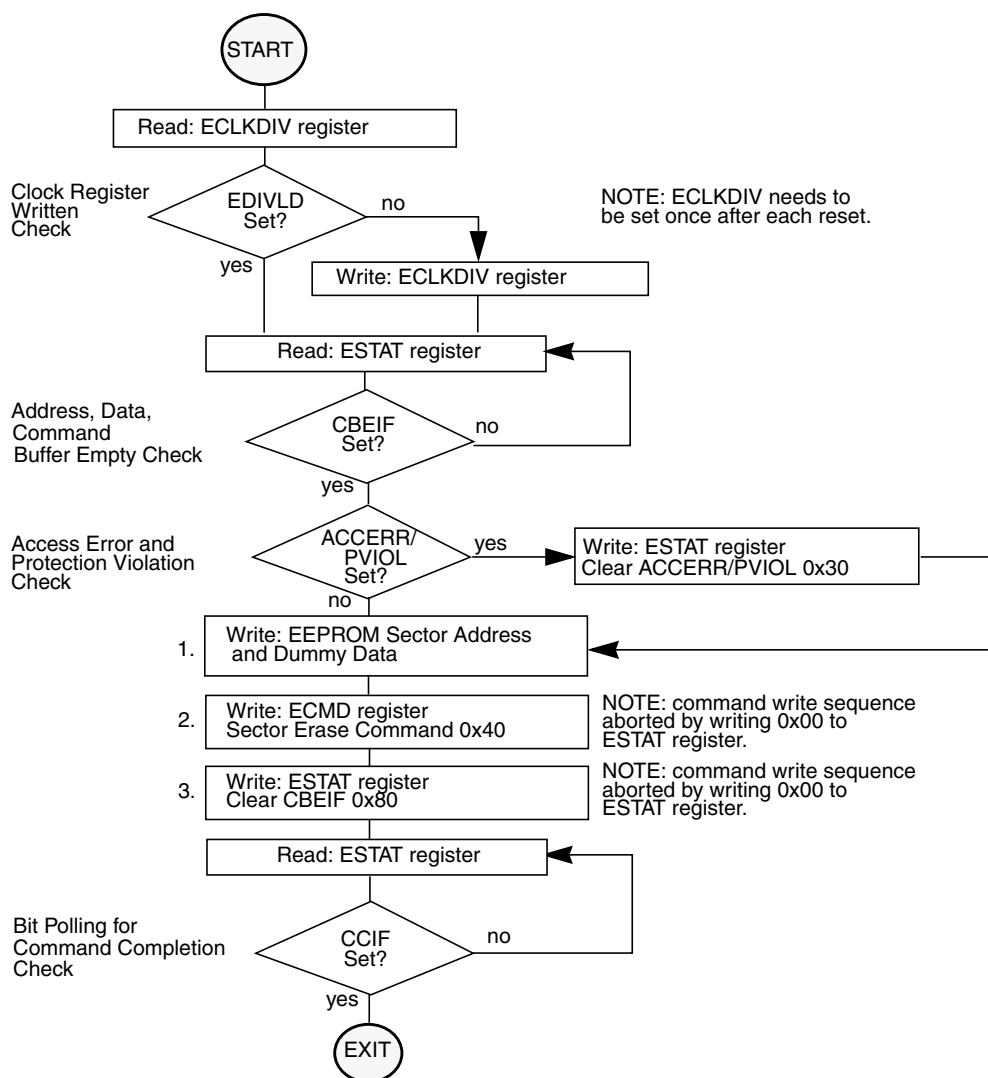 START
Read: ECLKDIV register
Clock Register
Written
Check
EDIVLD
Set?
no
yes
NOTE: ECLKDIV needs to
be set once after each reset.
Write: ECLKDIV register
Read: ESTAT register
Address, Data,
Command
Buffer Empty Check
CBEIF
Set?
no
yes
Access Error and
Protection Violation
Check
ACCERR/
PVIOL
Set?
yes
no
Write: ESTAT register
Clear ACCERR/PVIOL 0x30
1.
Write: EEPROM Sector Address
and Dummy Data
2.
Write: ECMD register
Sector Erase Command 0x40
NOTE: command write sequence
aborted by writing 0x00 to
ESTAT register.
3.
Write: ESTAT register
Clear CBEIF 0x80
NOTE: command write sequence
aborted by writing 0x00 to
ESTAT register.
Read: ESTAT register
Bit Polling for
Command Completion
Check
CCIF
Set?
no
yes
EXIT